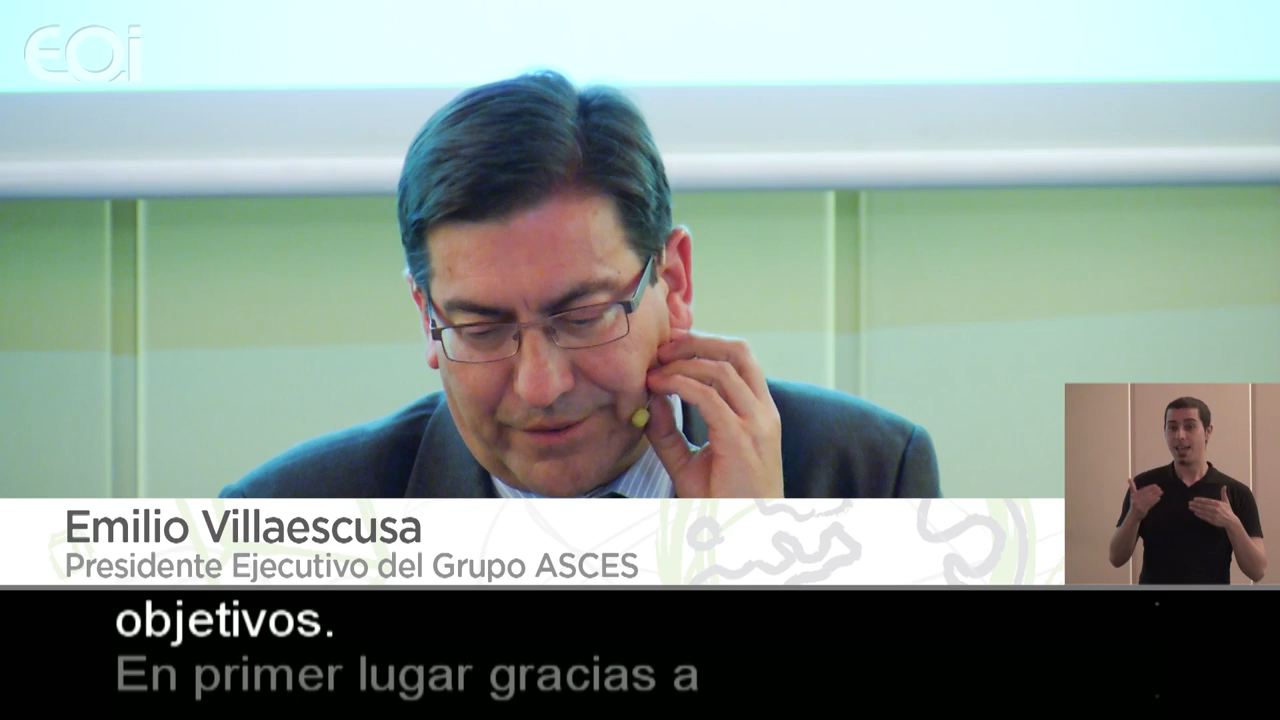 eoi
Emilio Villaescusa
Presidente Ejecutivo del Grupo ASCES
objetivos.
En primer lugar gracias a